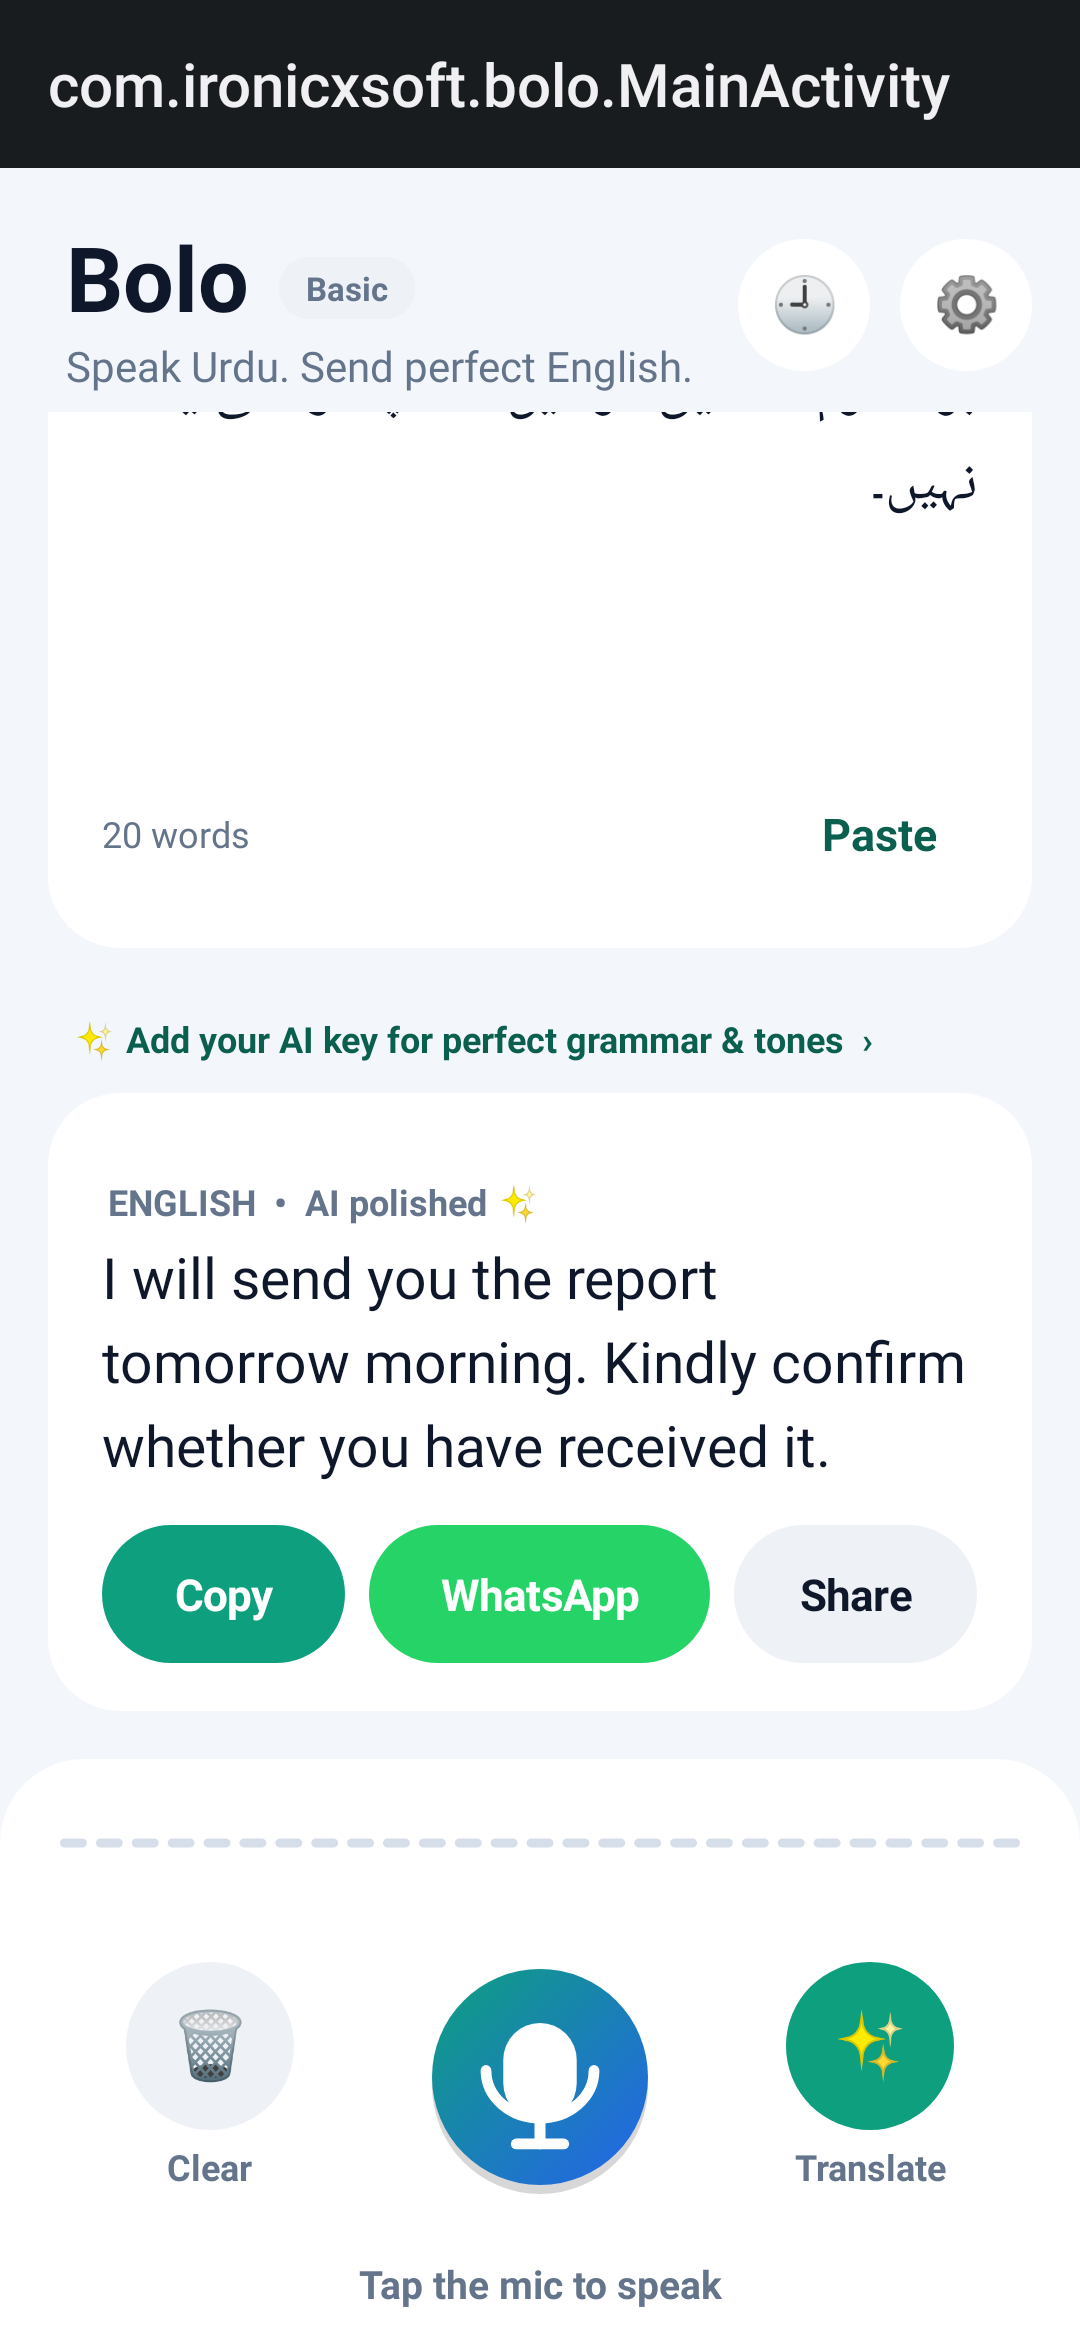 com.ironicxsoft.bolo.MainActivity
Bolo
Basic
Speak Urdu. Send perfect English.
نہیں۔
20 words
Paste
Add your AI key for perfect grammar & tones ›
ENGLISH • AI polished
I will send you the report
tomorrow morning. Kindly confirm
whether you have received it.
Copy
WhatsApp
Share
Clear
Translate
Tap the mic to speak